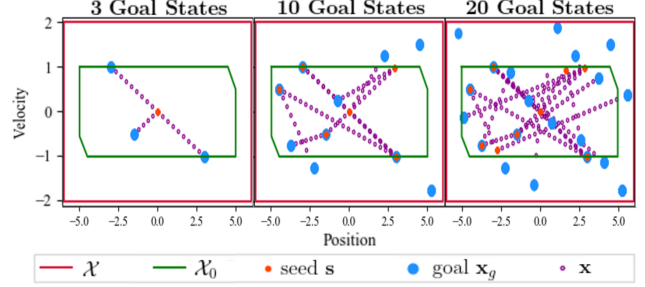 3 Goal States 10 Goal States 20 Goal States
2
1
0
−1
−2
Velocity
−5.0 −2.5 0.0 2.5 5.0 −5.0 −2.5 0.0 2.5 5.0 −5.0 −2.5 0.0 2.5 5.0
Position
𝒳 𝒳₀ seed s goal x_g x